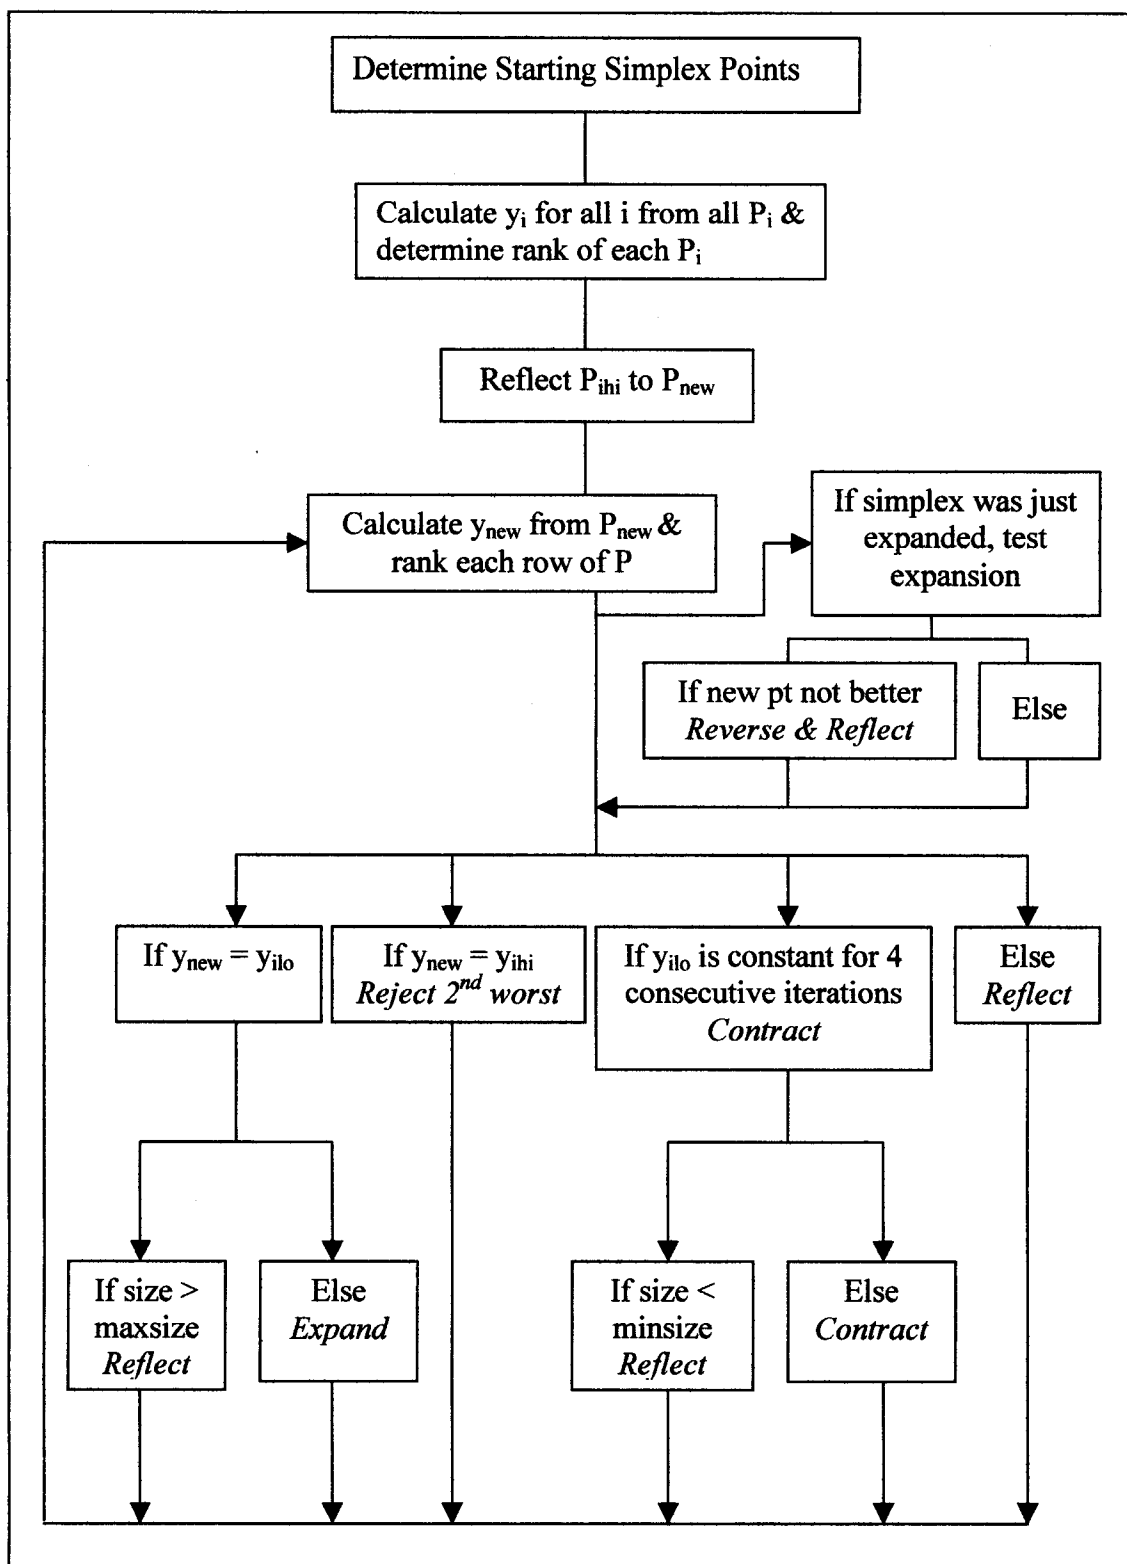 Determine Starting Simplex Points
Calculate yi for all i from all Pi &
determine rank of each Pi
Reflect Pihi to Pnew
Calculate ynew from Pnew &
rank each row of P
If simplex was just
expanded, test
expansion
If new pt not better
Reverse & Reflect
Else
If ynew = yilo
If ynew = yihi
Reject 2nd worst
If yilo is constant for 4
consecutive iterations
Contract
Else
Reflect
If size >
maxsize
Reflect
Else
Expand
If size <
minsize
Reflect
Else
Contract